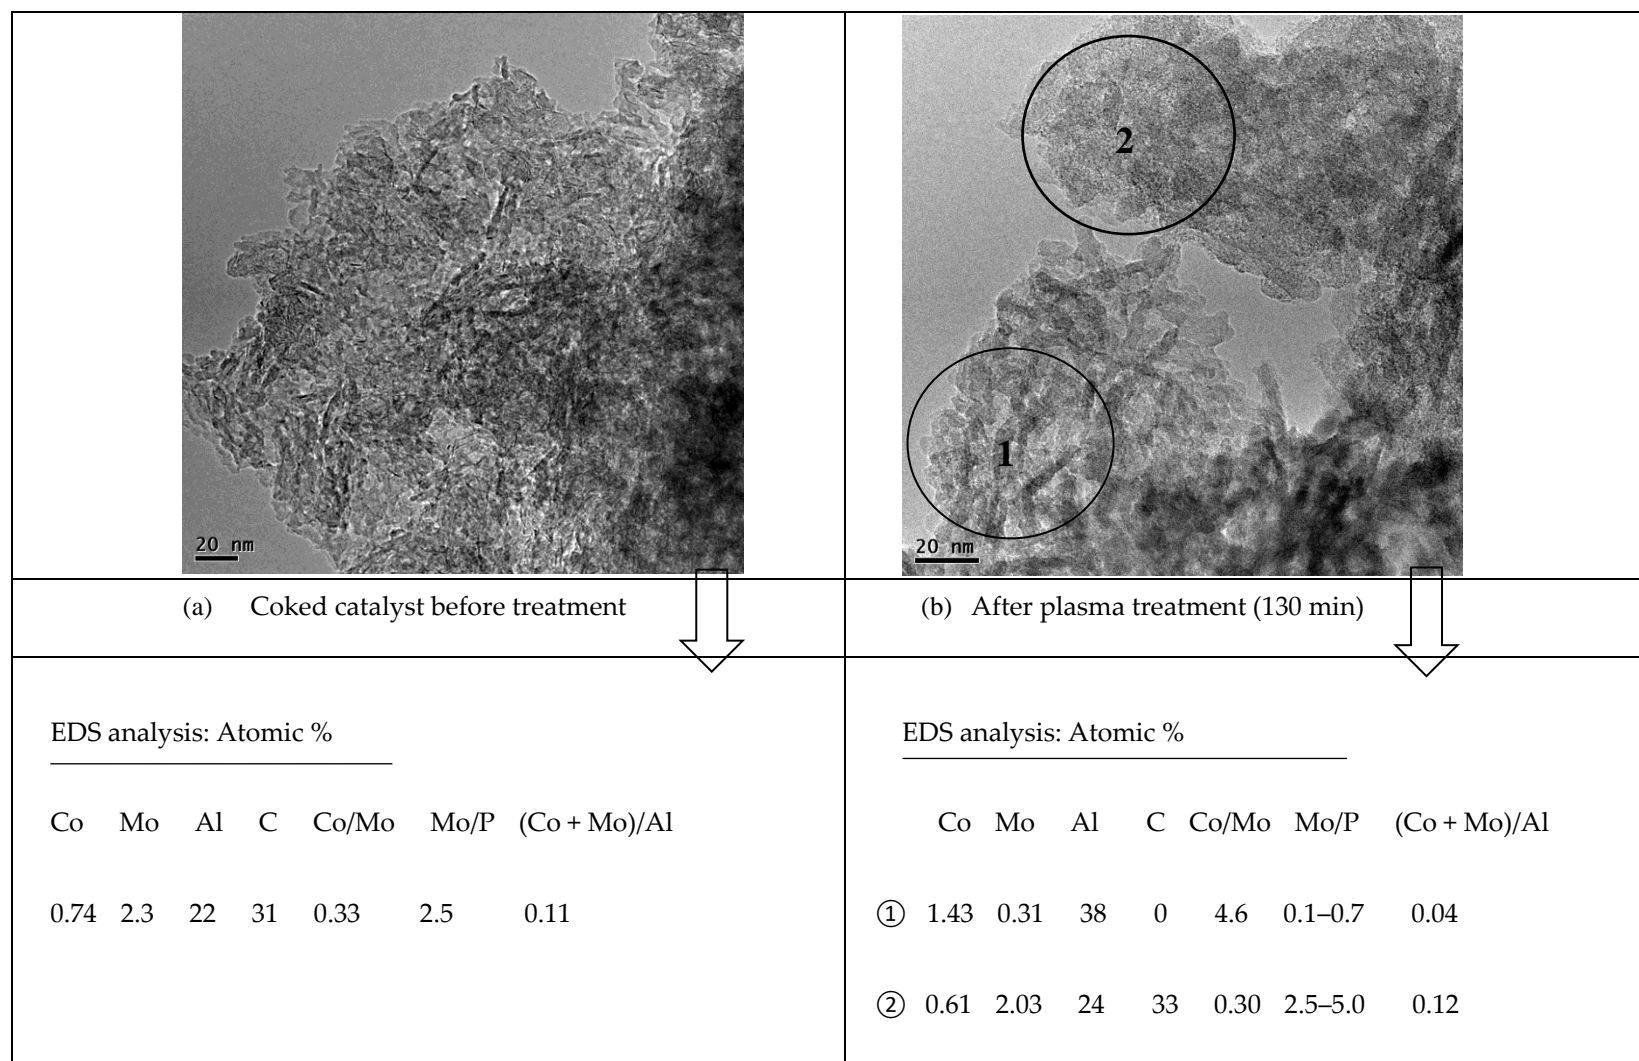 2
1
20 nm
20 nm
(a) Coked catalyst before treatment
(b) After plasma treatment (130 min)
EDS analysis: Atomic %
Co Mo Al C Co/Mo Mo/P (Co + Mo)/Al
0.74 2.3 22 31 0.33 2.5 0.11
EDS analysis: Atomic %
Co Mo Al C Co/Mo Mo/P (Co + Mo)/Al
① 1.43 0.31 38 0 4.6 0.1–0.7 0.04
② 0.61 2.03 24 33 0.30 2.5–5.0 0.12